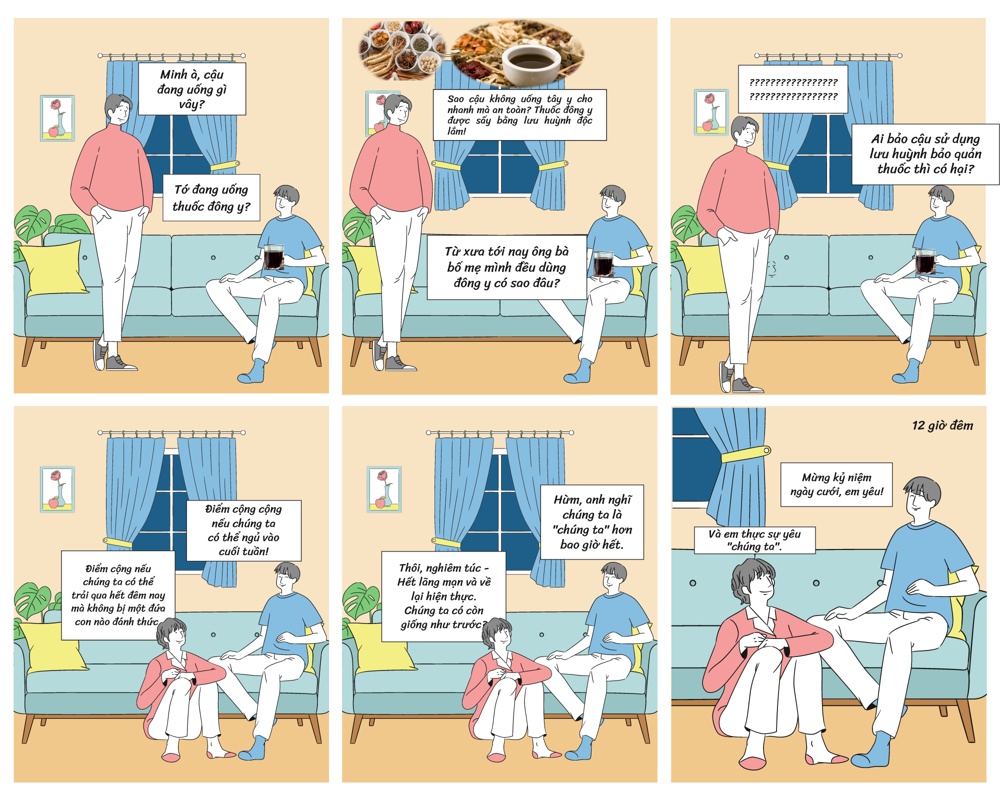 Minh à, cậu
đang uống gì
vây?
Tớ đang uống
thuốc đông y?
Sao cậu không uống tây y cho
nhanh mà an toàn? Thuốc đông y
được sấy bằng lưu huỳnh độc
lắm!
Từ xưa tới nay ông bà
bố mẹ mình đều dùng
đông y có sao đâu?
?????????????????
?????????????????
Ai bảo cậu sử dụng
lưu huỳnh bảo quản
thuốc thì có hại?
Điểm cộng cộng
nếu chúng ta
có thể ngủ vào
cuối tuần!
Điểm cộng nếu
chúng ta có thể
trải qua hết đêm nay
mà không bị một đứa
con nào đánh thức.
Hừm, anh nghĩ
chúng ta là
"chúng ta" hơn
bao giờ hết.
Thôi, nghiêm túc -
Hết lãng mạn và về
lại hiện thực.
Chúng ta có còn
giống như trước?
12 giờ đêm
Mừng kỷ niệm
ngày cưới, em yêu!
Và em thực sự yêu
"chúng ta".